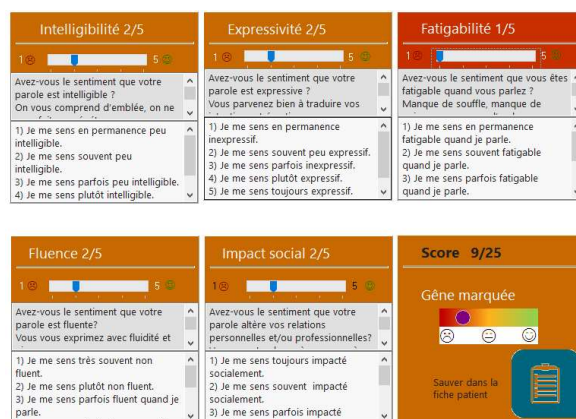 Intelligibilité 2/5
1 5
Avez-vous le sentiment que votre
parole est intelligible ?
On vous comprend d'emblée, on ne
1) Je me sens en permanence peu
intelligible.
2) Je me sens souvent peu
intelligible.
3) Je me sens parfois peu intelligible.
4) Je me sens plutôt intelligible.
Expressivité 2/5
1 5
Avez-vous le sentiment que votre
parole est expressive ?
Vous parvenez bien à traduire vos
1) Je me sens en permanence
inexpressif.
2) Je me sens souvent peu expressif.
3) Je me sens parfois inexpressif.
4) Je me sens plutôt expressif.
5) Je me sens toujours expressif.
Fatigabilité 1/5
1 5
Avez-vous le sentiment que vous êtes
fatigable quand vous parlez ?
Manque de souffle, manque de
1) Je me sens en permanence
fatigable quand je parle.
2) Je me sens souvent fatigable
quand je parle.
3) Je me sens parfois fatigable
quand je parle.
Fluence 2/5
1 5
Avez-vous le sentiment que votre
parole est fluente?
Vous vous exprimez avec fluidité et
1) Je me sens très souvent non
fluent.
2) Je me sens plutôt non fluent.
3) Je me sens parfois fluent quand je
parle.
Impact social 2/5
1 5
Avez-vous le sentiment que votre
parole altère vos relations
personnelles et/ou professionnelles?
1) Je me sens toujours impacté
socialement.
2) Je me sens souvent impacté
socialement.
3) Je me sens parfois impacté
Score 9/25
Gêne marquée
Sauver dans la
fiche patient